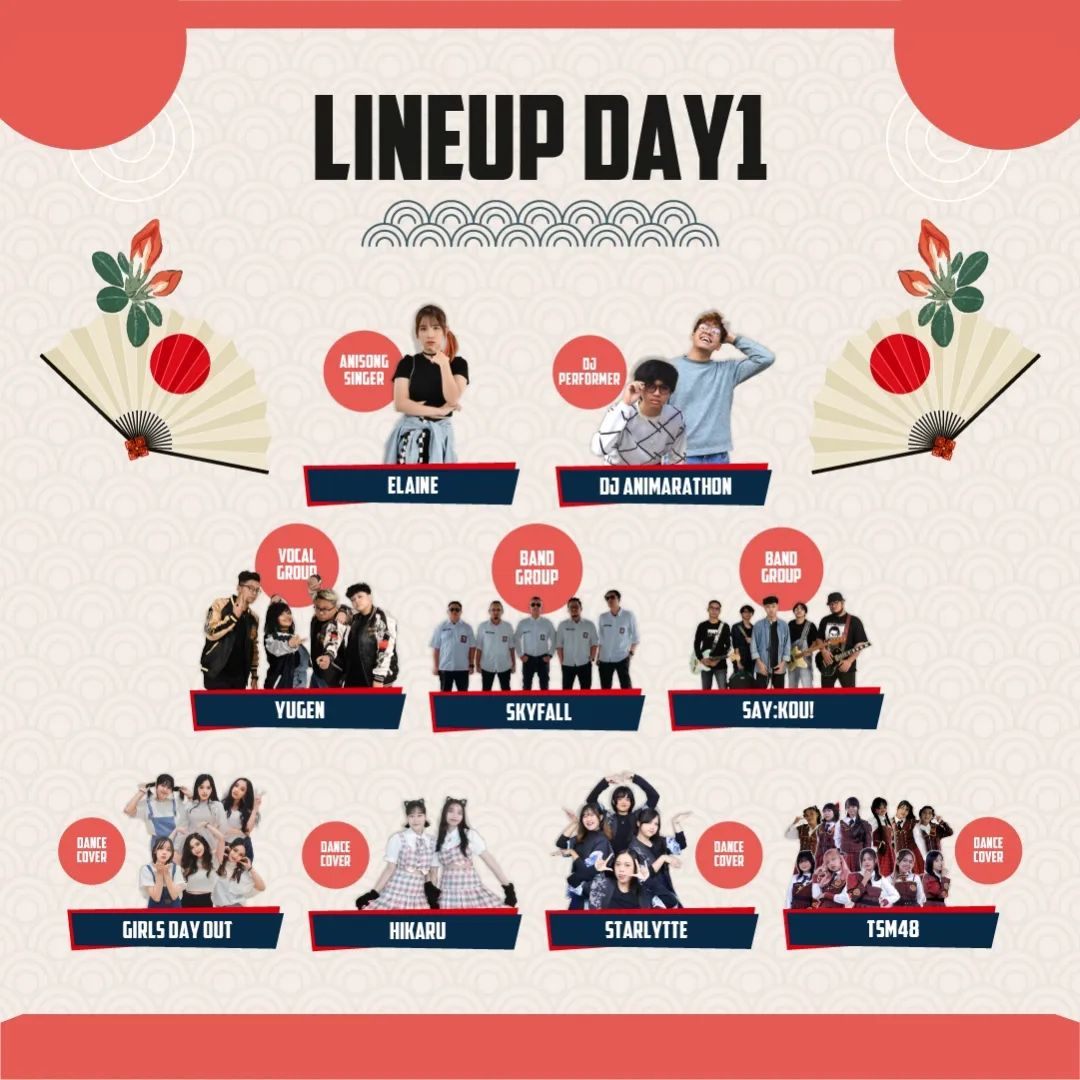 LINEUP DAY1
ANISONG
SINGER
ELAINE
DJ
PERFORMER
DJ ANIMARATHON
VOCAL
GROUP
YUGEN
BAND
GROUP
SKYFALL
BAND
GROUP
SAY:KOU!
DANCE
COVER
GIRLS DAY OUT
DANCE
COVER
HIKARU
DANCE
COVER
STARLYTTE
DANCE
COVER
TSM48